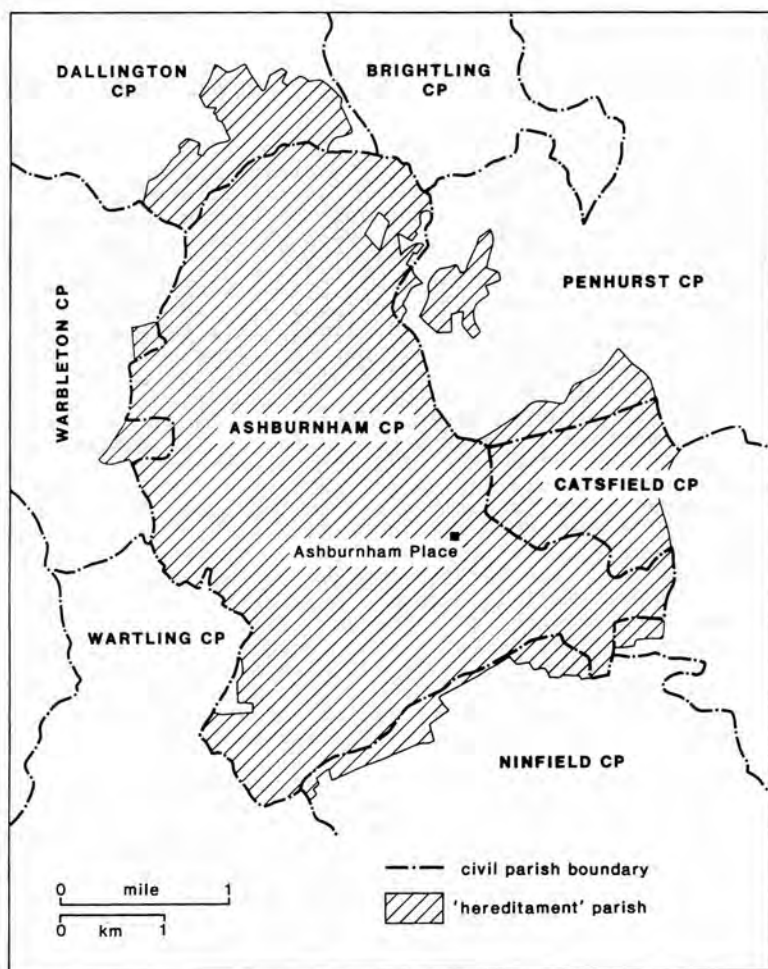 DALLINGTON
CP
BRIGHTLING
CP
PENHURST CP
WARBLETON CP
ASHBURNHAM CP
CATSFIELD CP
Ashburnham Place
WARTLING CP
NINFIELD CP
0 mile 1
0 km 1
civil parish boundary
'hereditament' parish